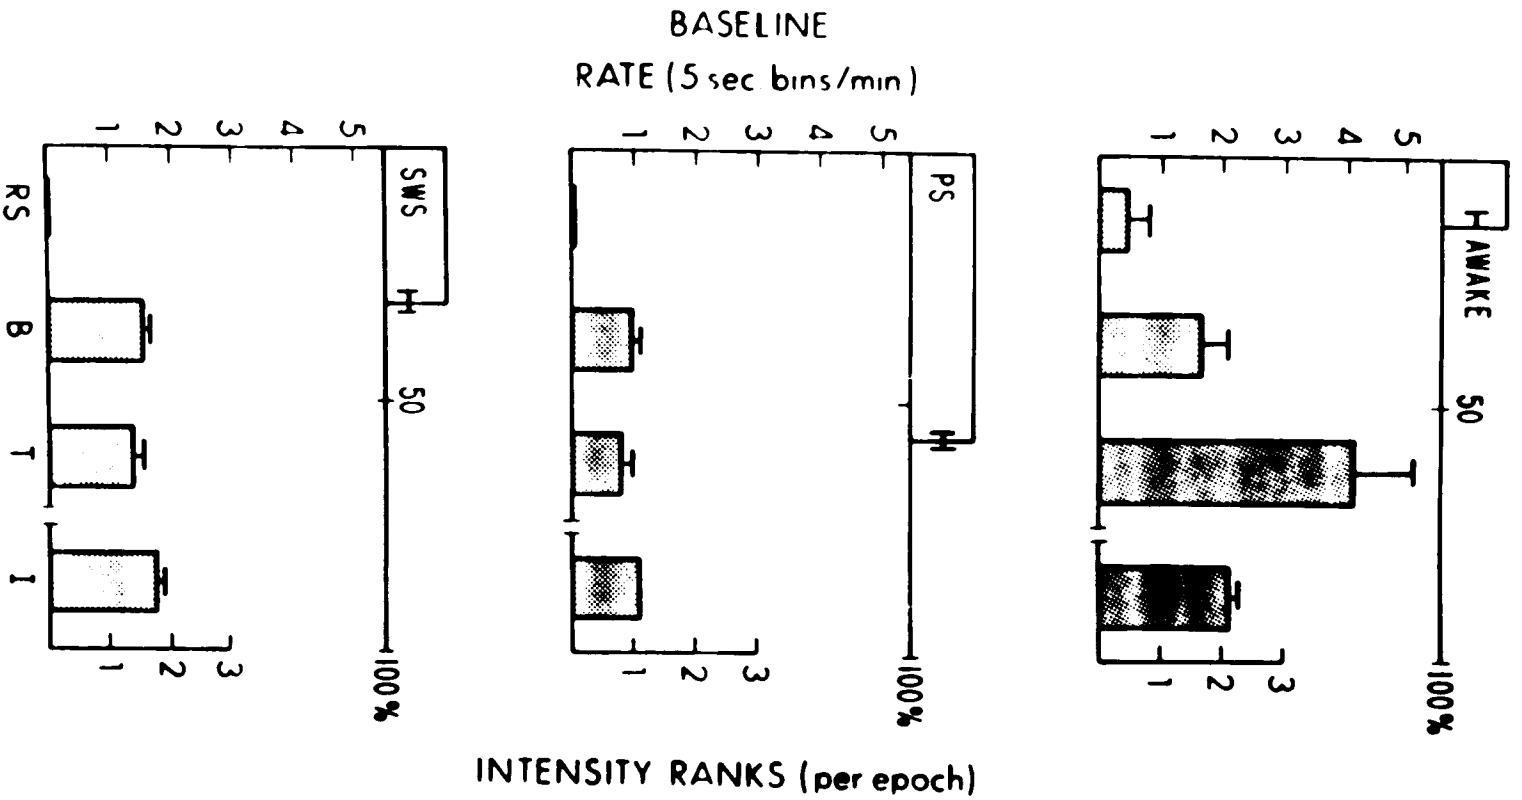 BASELINE
RATE (5 sec bins/min)
1 2 3 4 5
1 2 3 4 5
1 2 3 4 5
SWS
PS
AWAKE
50
50
RS
B
T
I
1 2 3
1 2 3
1 2 3
100%
100%
100%
INTENSITY RANKS (per epoch)